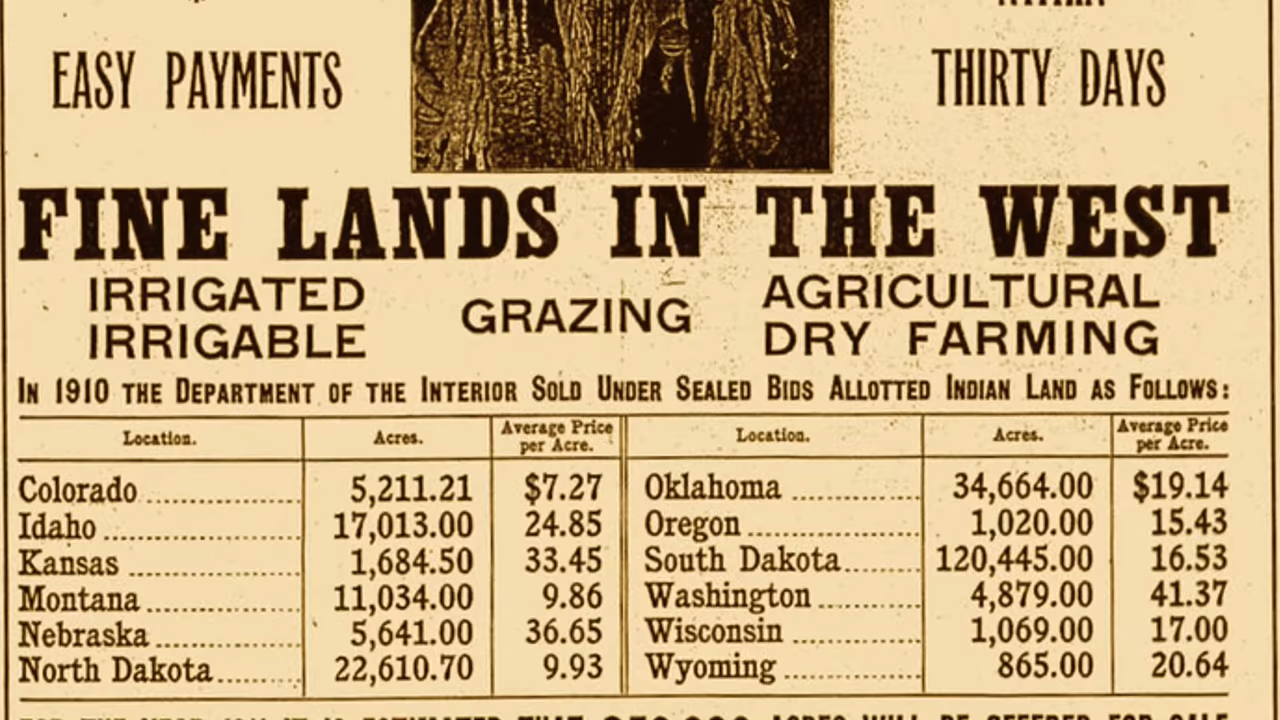 EASY PAYMENTS
THIRTY DAYS
FINE LANDS IN THE WEST
IRRIGATED
IRRIGABLE
GRAZING
AGRICULTURAL
DRY FARMING
IN 1910 THE DEPARTMENT OF THE INTERIOR SOLD UNDER SEALED BIDS ALLOTTED INDIAN LAND AS FOLLOWS:
Location. Acres. Average Price per Acre. Location. Acres. Average Price per Acre.
Colorado 5,211.21 $7.27 Oklahoma 34,664.00 $19.14
Idaho 17,013.00 24.85 Oregon 1,020.00 15.43
Kansas 1,684.50 33.45 South Dakota 120,445.00 16.53
Montana 11,034.00 9.86 Washington 4,879.00 41.37
Nebraska 5,641.00 36.65 Wisconsin 1,069.00 17.00
North Dakota 22,610.70 9.93 Wyoming 865.00 20.64